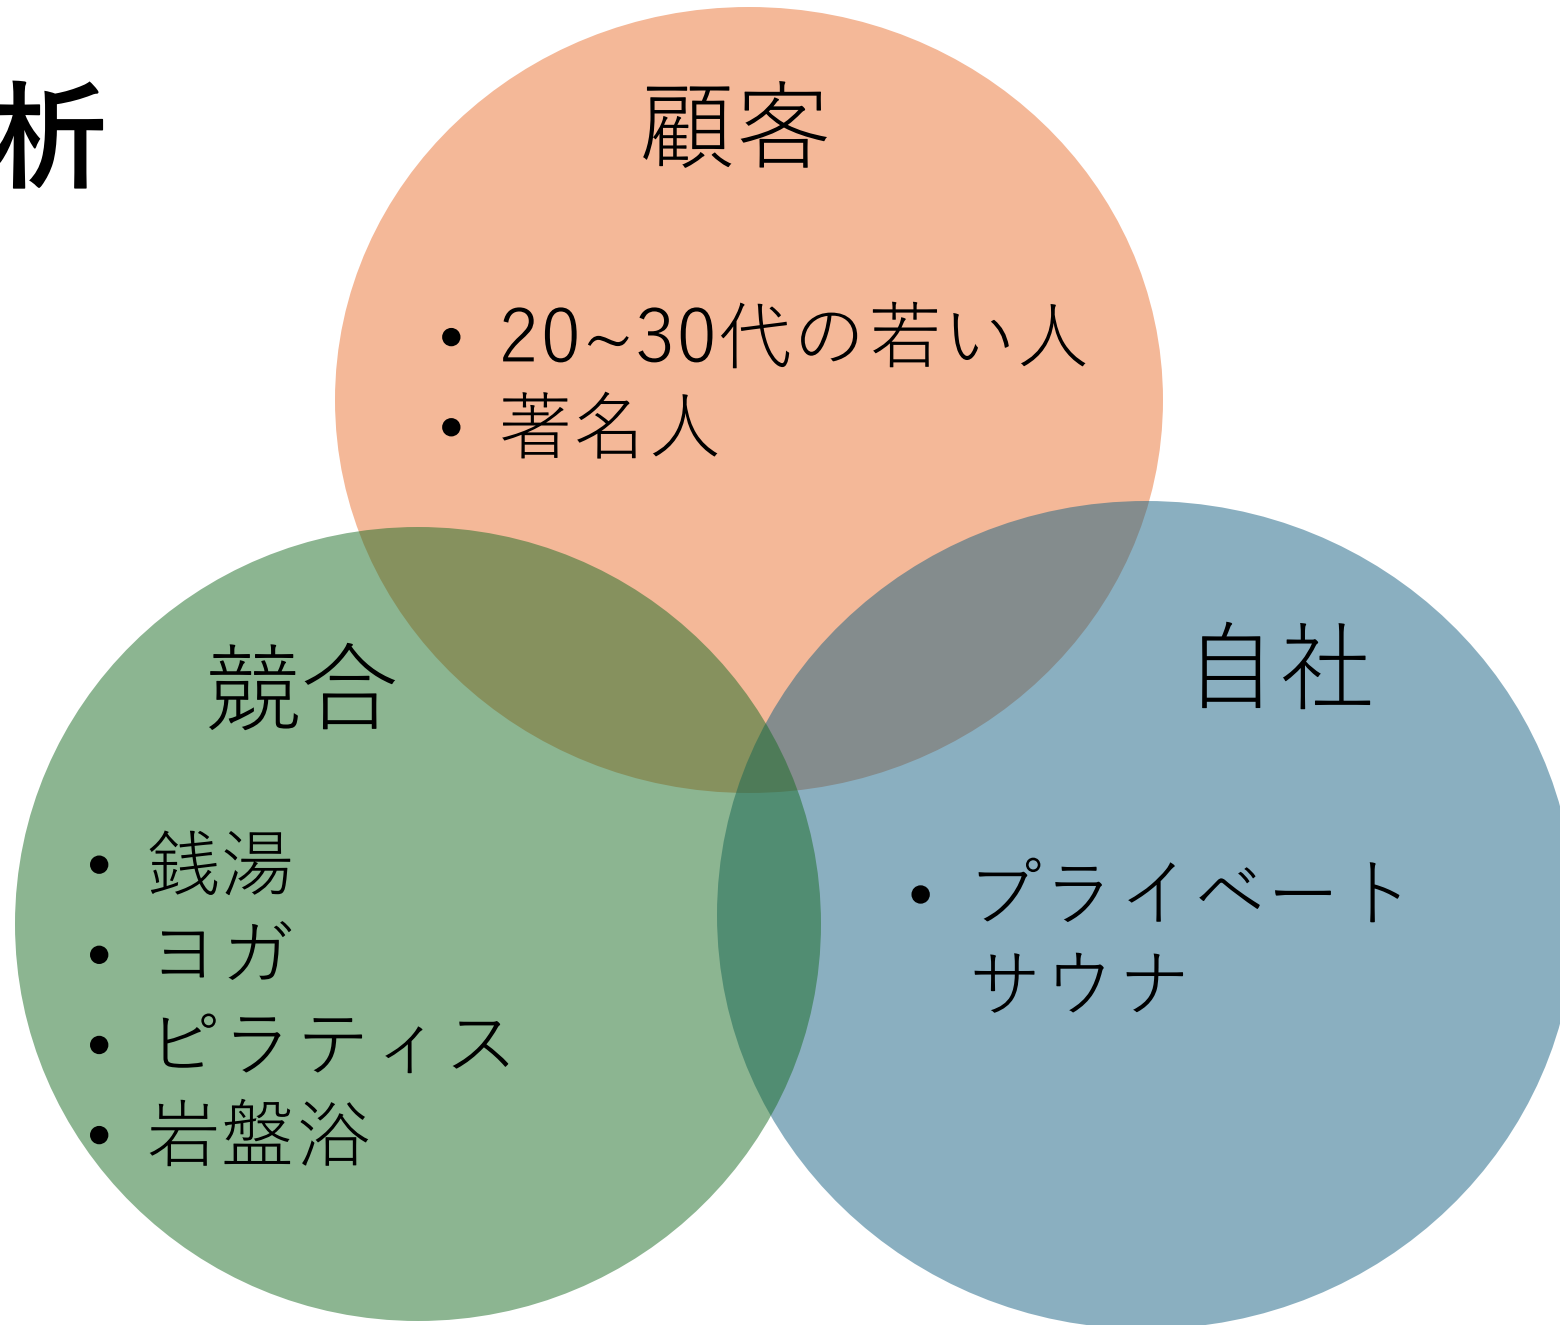 析
顧客
• 20~30代の若い人
• 著名人
競合
• 銭湯
• ヨガ
• ピラティス
• 岩盤浴
自社
• プライベート
サウナ